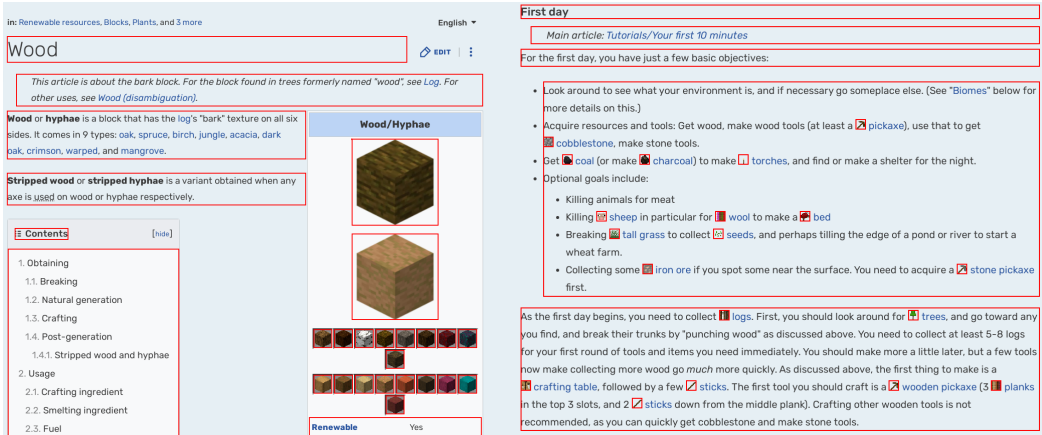 in: Renewable resources, Blocks, Plants, and 3 more
English
Wood
EDIT
This article is about the bark block. For the block found in trees formerly named "wood", see Log. For
other uses, see Wood (disambiguation).
Wood or hyphae is a block that has the log's "bark" texture on all six
sides. It comes in 9 types: oak, spruce, birch, jungle, acacia, dark
oak, crimson, warped, and mangrove.
Stripped wood or stripped hyphae is a variant obtained when any
axe is used on wood or hyphae respectively.
Contents [hide]
1. Obtaining
1.1. Breaking
1.2. Natural generation
1.3. Crafting
1.4. Post-generation
1.4.1. Stripped wood and hyphae
2. Usage
2.1. Crafting ingredient
2.2. Smelting ingredient
2.3. Fuel
Wood/Hyphae
Renewable Yes
First day
Main article: Tutorials/Your first 10 minutes
For the first day, you have just a few basic objectives:
• Look around to see what your environment is, and if necessary go someplace else. (See "Biomes" below for
more details on this.)
• Acquire resources and tools: Get wood, make wood tools (at least a pickaxe), use that to get
cobblestone, make stone tools.
• Get coal (or make charcoal) to make torches, and find or make a shelter for the night.
• Optional goals include:
• Killing animals for meat
• Killing sheep in particular for wool to make a bed
• Breaking tall grass to collect seeds, and perhaps tilling the edge of a pond or river to start a
wheat farm.
• Collecting some iron ore if you spot some near the surface. You need to acquire a stone pickaxe
first.
As the first day begins, you need to collect logs. First, you should look around for trees, and go toward any
you find, and break their trunks by "punching wood" as discussed above. You need to collect at least 5-8 logs
for your first round of tools and items you need immediately. You should make more a little later, but a few tools
now make collecting more wood go much more quickly. As discussed above, the first thing to make is a
crafting table, followed by a few sticks. The first tool you should craft is a wooden pickaxe (3 planks
in the top 3 slots, and 2 sticks down from the middle plank). Crafting other wooden tools is not
recommended, as you can quickly get cobblestone and make stone tools.